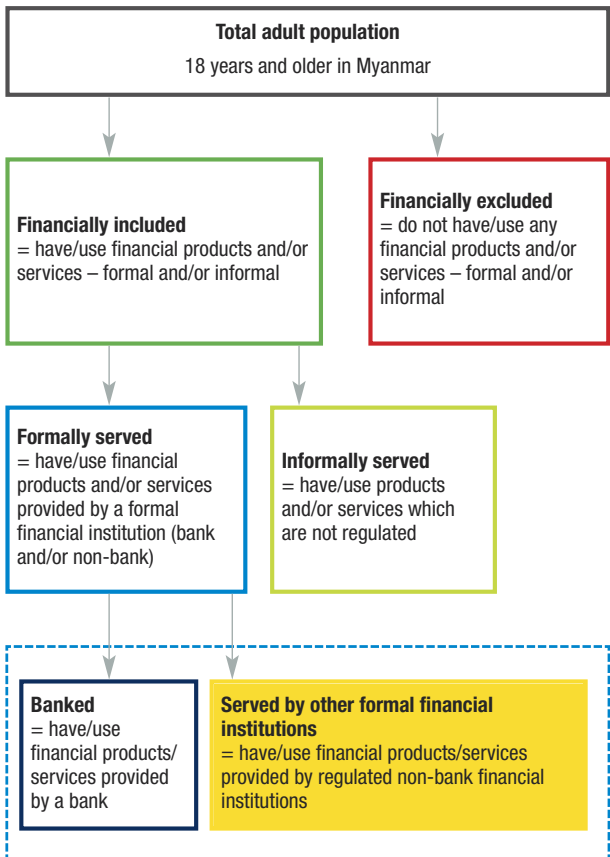 Total adult population
18 years and older in Myanmar
Financially included
= have/use financial products and/or
services – formal and/or informal
Financially excluded
= do not have/use any
financial products and/or
services – formal and/or
informal
Formally served
= have/use financial
products and/or services
provided by a formal
financial institution (bank
and/or non-bank)
Informally served
= have/use products
and/or services which
are not regulated
Banked
= have/use
financial products/
services provided
by a bank
Served by other formal financial
institutions
= have/use financial products/services
provided by regulated non-bank financial
institutions